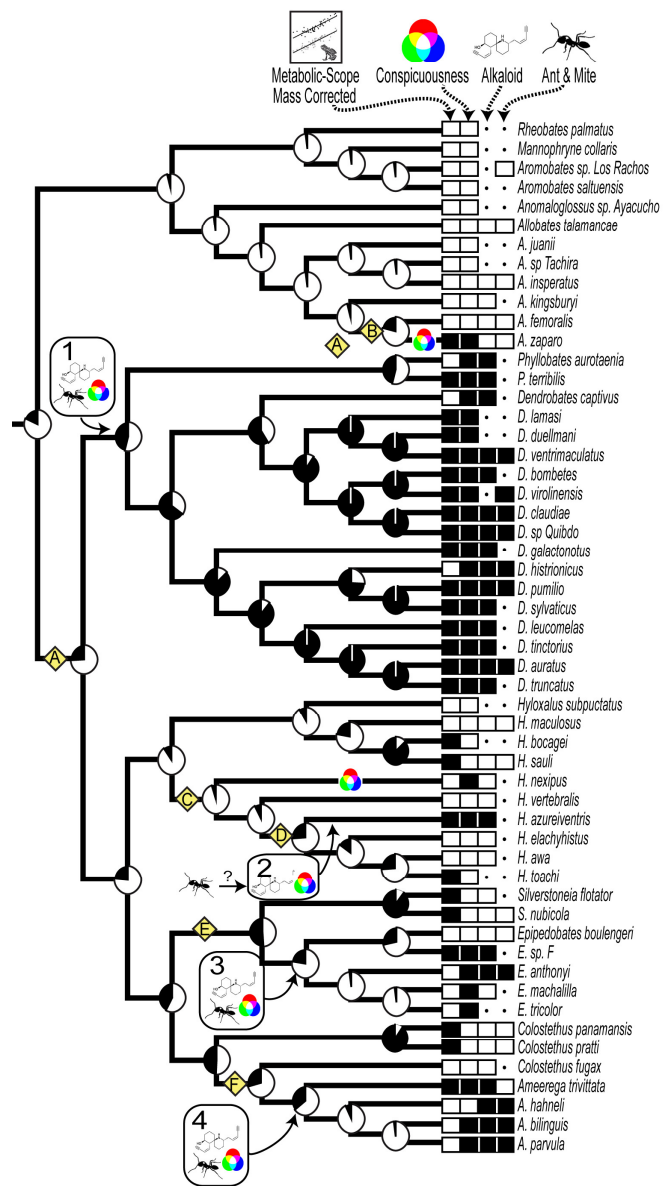 Metabolic-Scope
Mass Corrected
Conspicuousness
Alkaloid
Ant & Mite
Rheobates palmatus
Mannophryne collaris
Aromobates sp. Los Rachos
Aromobates saltuensis
Anomaloglossus sp. Ayacucho
Allobates talamancae
A. juanii
A. sp Tachira
A. insperatus
A. kingsburyi
A. femoralis
B
A. zaparo
A
1
Phyllobates aurotaenia
P. terribilis
Dendrobates captivus
D. lamasi
D. duellmani
D. ventrimaculatus
D. bombetes
D. virolinensis
D. claudiae
D. sp Quibdo
D. galactonotus
D. histrionicus
D. pumilio
D. sylvaticus
D. leucomelas
D. tinctorius
A
D. auratus
D. truncatus
Hyloxalus subpuctatus
H. maculosus
H. bocagei
H. sauli
H. nexipus
C
H. vertebralis
H. azureiventris
D
H. elachyhistus
H. awa
2
?
H. toachi
Silverstoneia flotator
S. nubicola
E
Epipedobates boulengeri
E. sp. F
3
E. anthonyi
E. machalilla
E. tricolor
Colostethus panamansis
Colostethus pratti
Colostethus fugax
F
Ameerega trivittata
4
A. hahneli
A. bilinguis
A. parvula